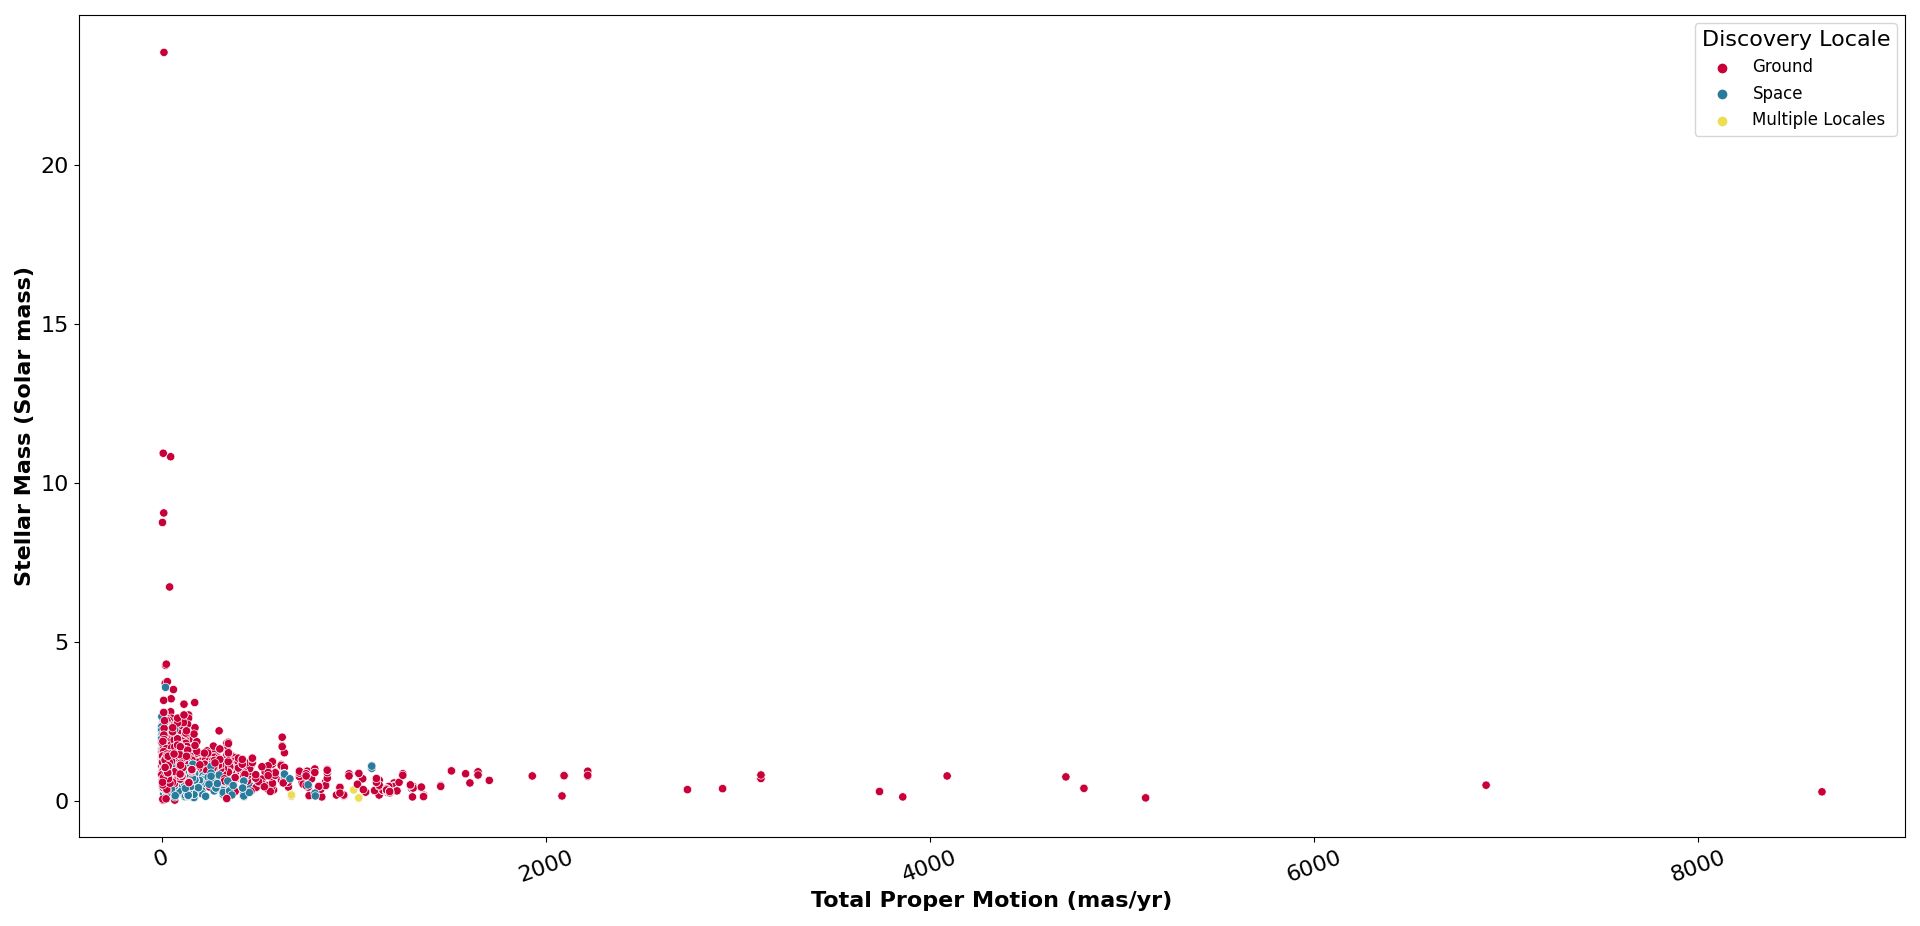 Discovery Locale
Ground
Space
Multiple Locales
Stellar Mass (Solar mass)
20
15
10
5
0
0
2000
4000
6000
8000
Total Proper Motion (mas/yr)